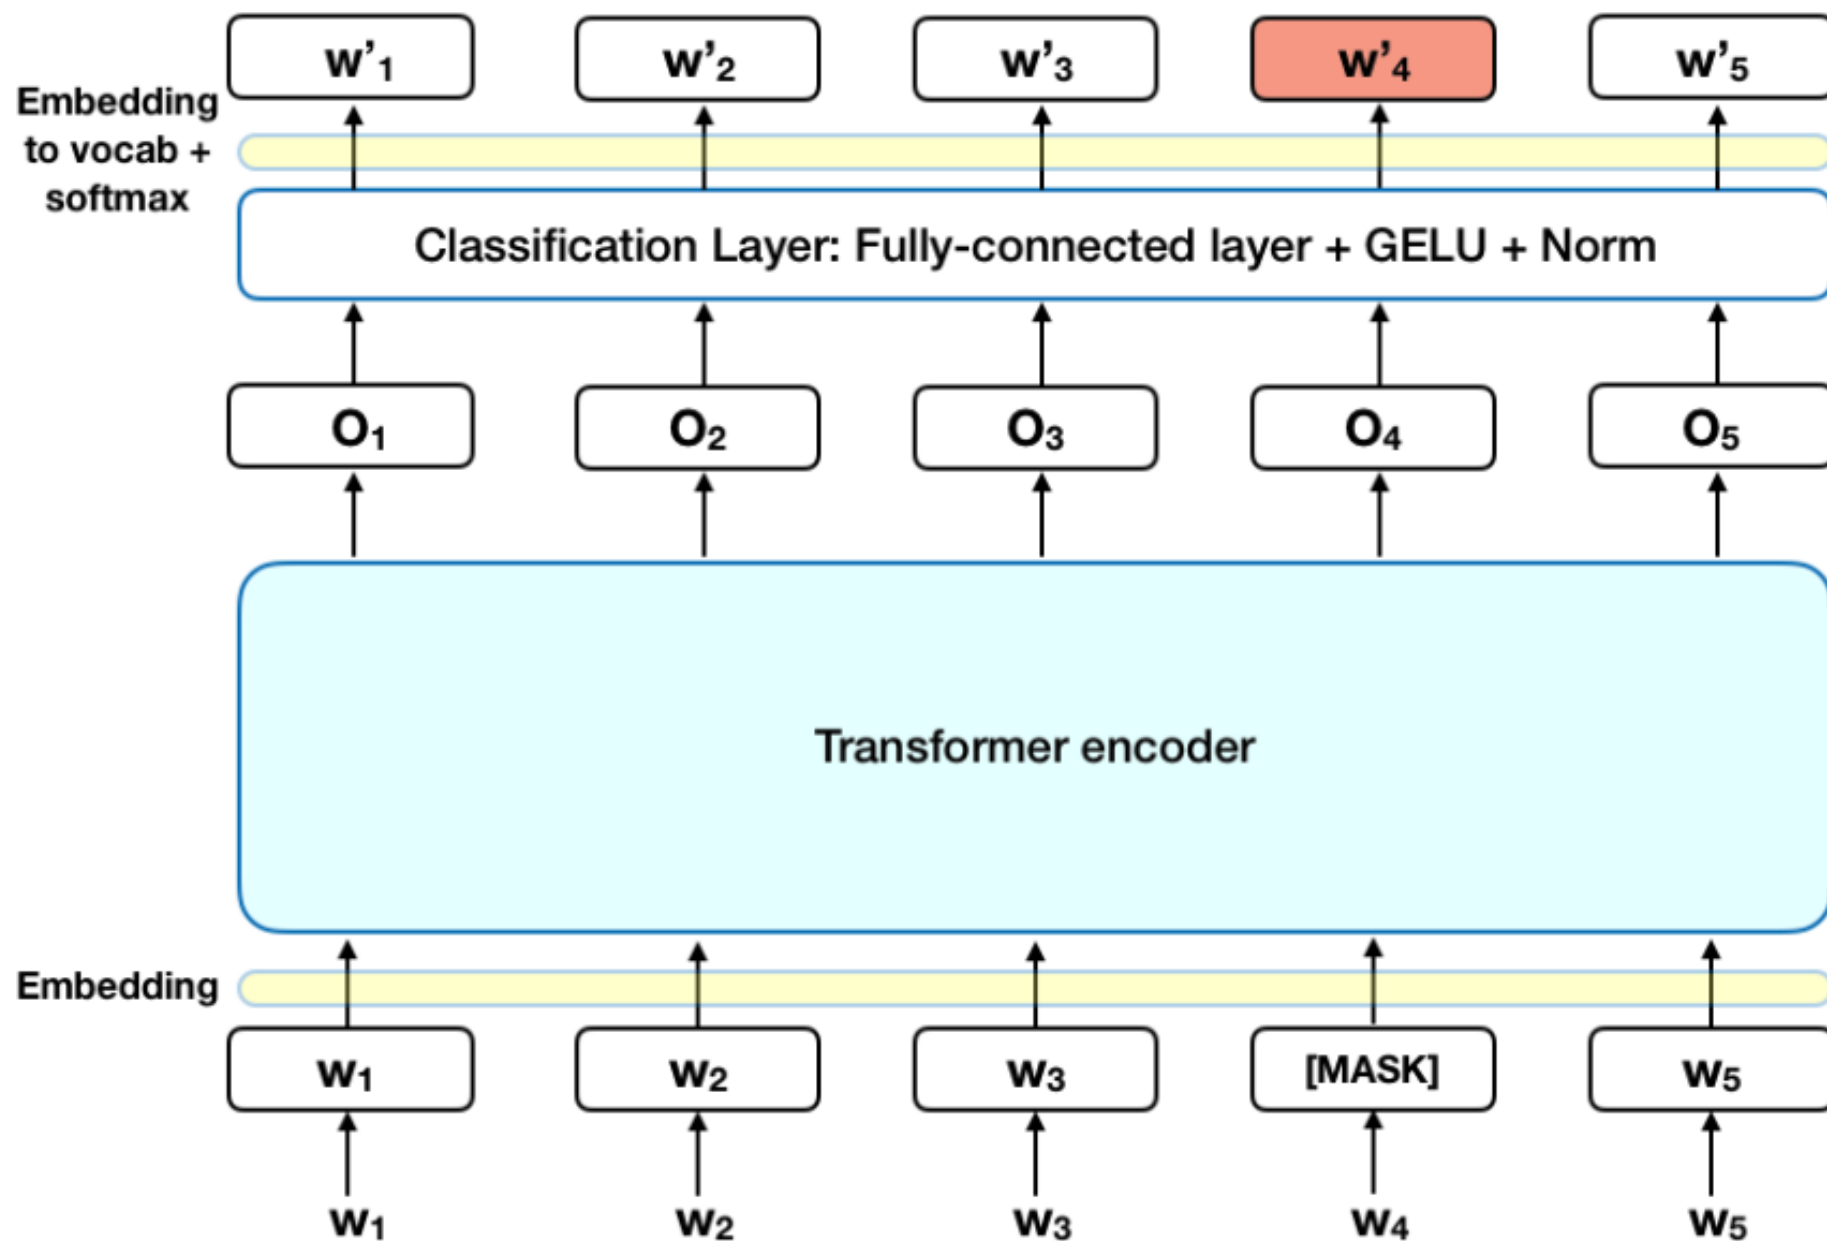 w’₁ w’₂ w’₃ w’₄ w’₅
Embedding
to vocab +
softmax
Classification Layer: Fully-connected layer + GELU + Norm
O₁ O₂ O₃ O₄ O₅
Transformer encoder
Embedding
w₁ w₂ w₃ [MASK] w₅
w₁ w₂ w₃ w₄ w₅